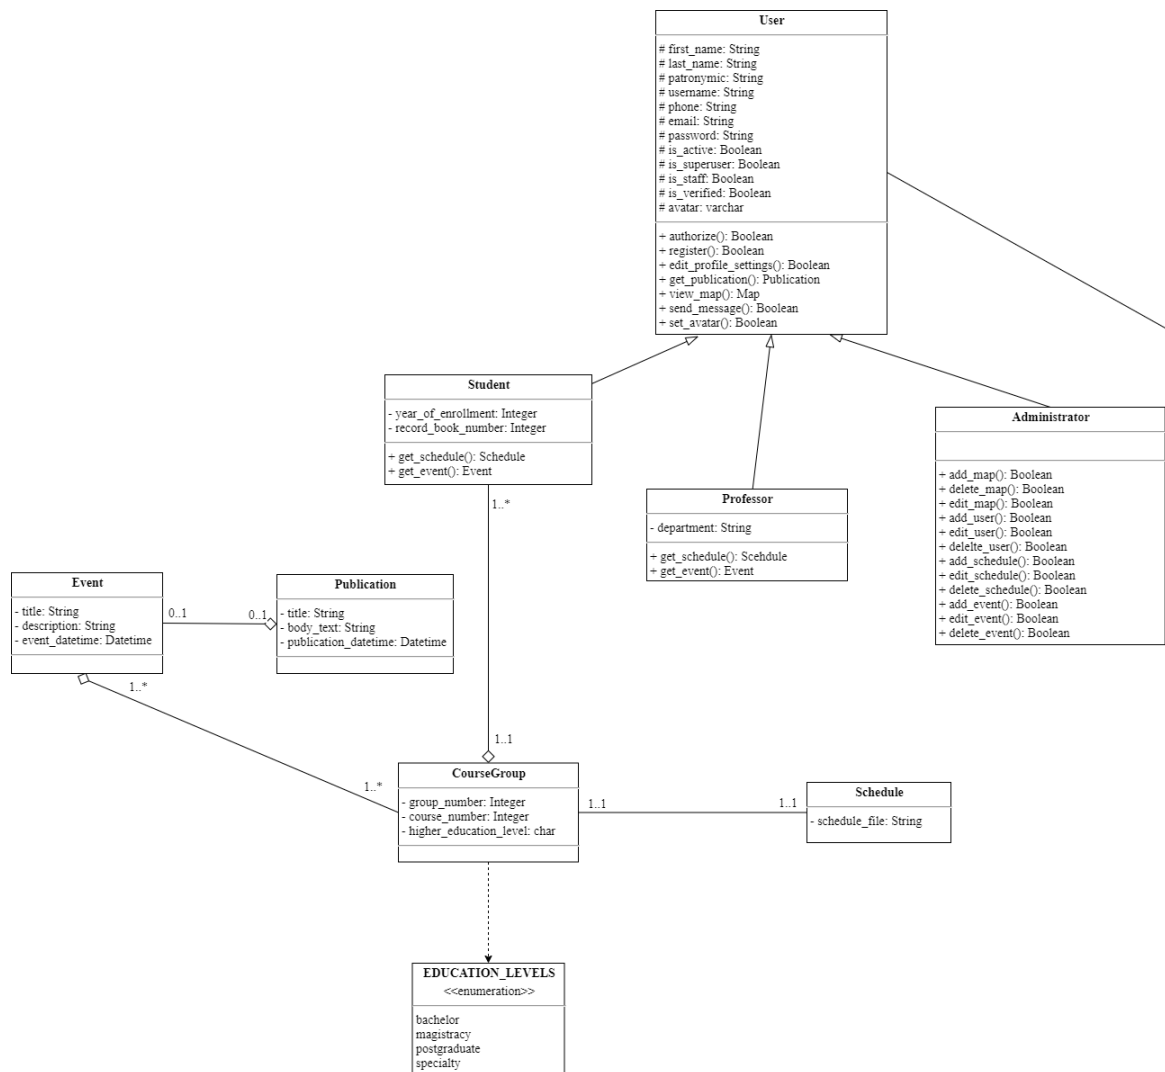 User
# first_name: String
# last_name: String
# patronymic: String
# username: String
# phone: String
# email: String
# password: String
# is_active: Boolean
# is_superuser: Boolean
# is_staff: Boolean
# is_verified: Boolean
# avatar: varchar
+ authorize(): Boolean
+ register(): Boolean
+ edit_profile_settings(): Boolean
+ get_publication(): Publication
+ view_map(): Map
+ send_message(): Boolean
+ set_avatar(): Boolean
Student
- year_of_enrollment: Integer
- record_book_number: Integer
+ get_schedule(): Schedule
+ get_event(): Event
1..*
Professor
- department: String
+ get_schedule(): Scehdule
+ get_event(): Event
Administrator
+ add_map(): Boolean
+ delete_map(): Boolean
+ edit_map(): Boolean
+ add_user(): Boolean
+ edit_user(): Boolean
+ delelte_user(): Boolean
+ add_schedule(): Boolean
+ edit_schedule(): Boolean
+ delete_schedule(): Boolean
+ add_event(): Boolean
+ edit_event(): Boolean
+ delete_event(): Boolean
Event
- title: String
- description: String
- event_datetime: Datetime
0..1
0..1
Publication
- title: String
- body_text: String
- publication_datetime: Datetime
1..*
1..*
1..1
CourseGroup
- group_number: Integer
- course_number: Integer
- higher_education_level: char
1..1
1..1
Schedule
- schedule_file: String
EDUCATION_LEVELS
<<enumeration>>
bachelor
magistracy
postgraduate
specialty